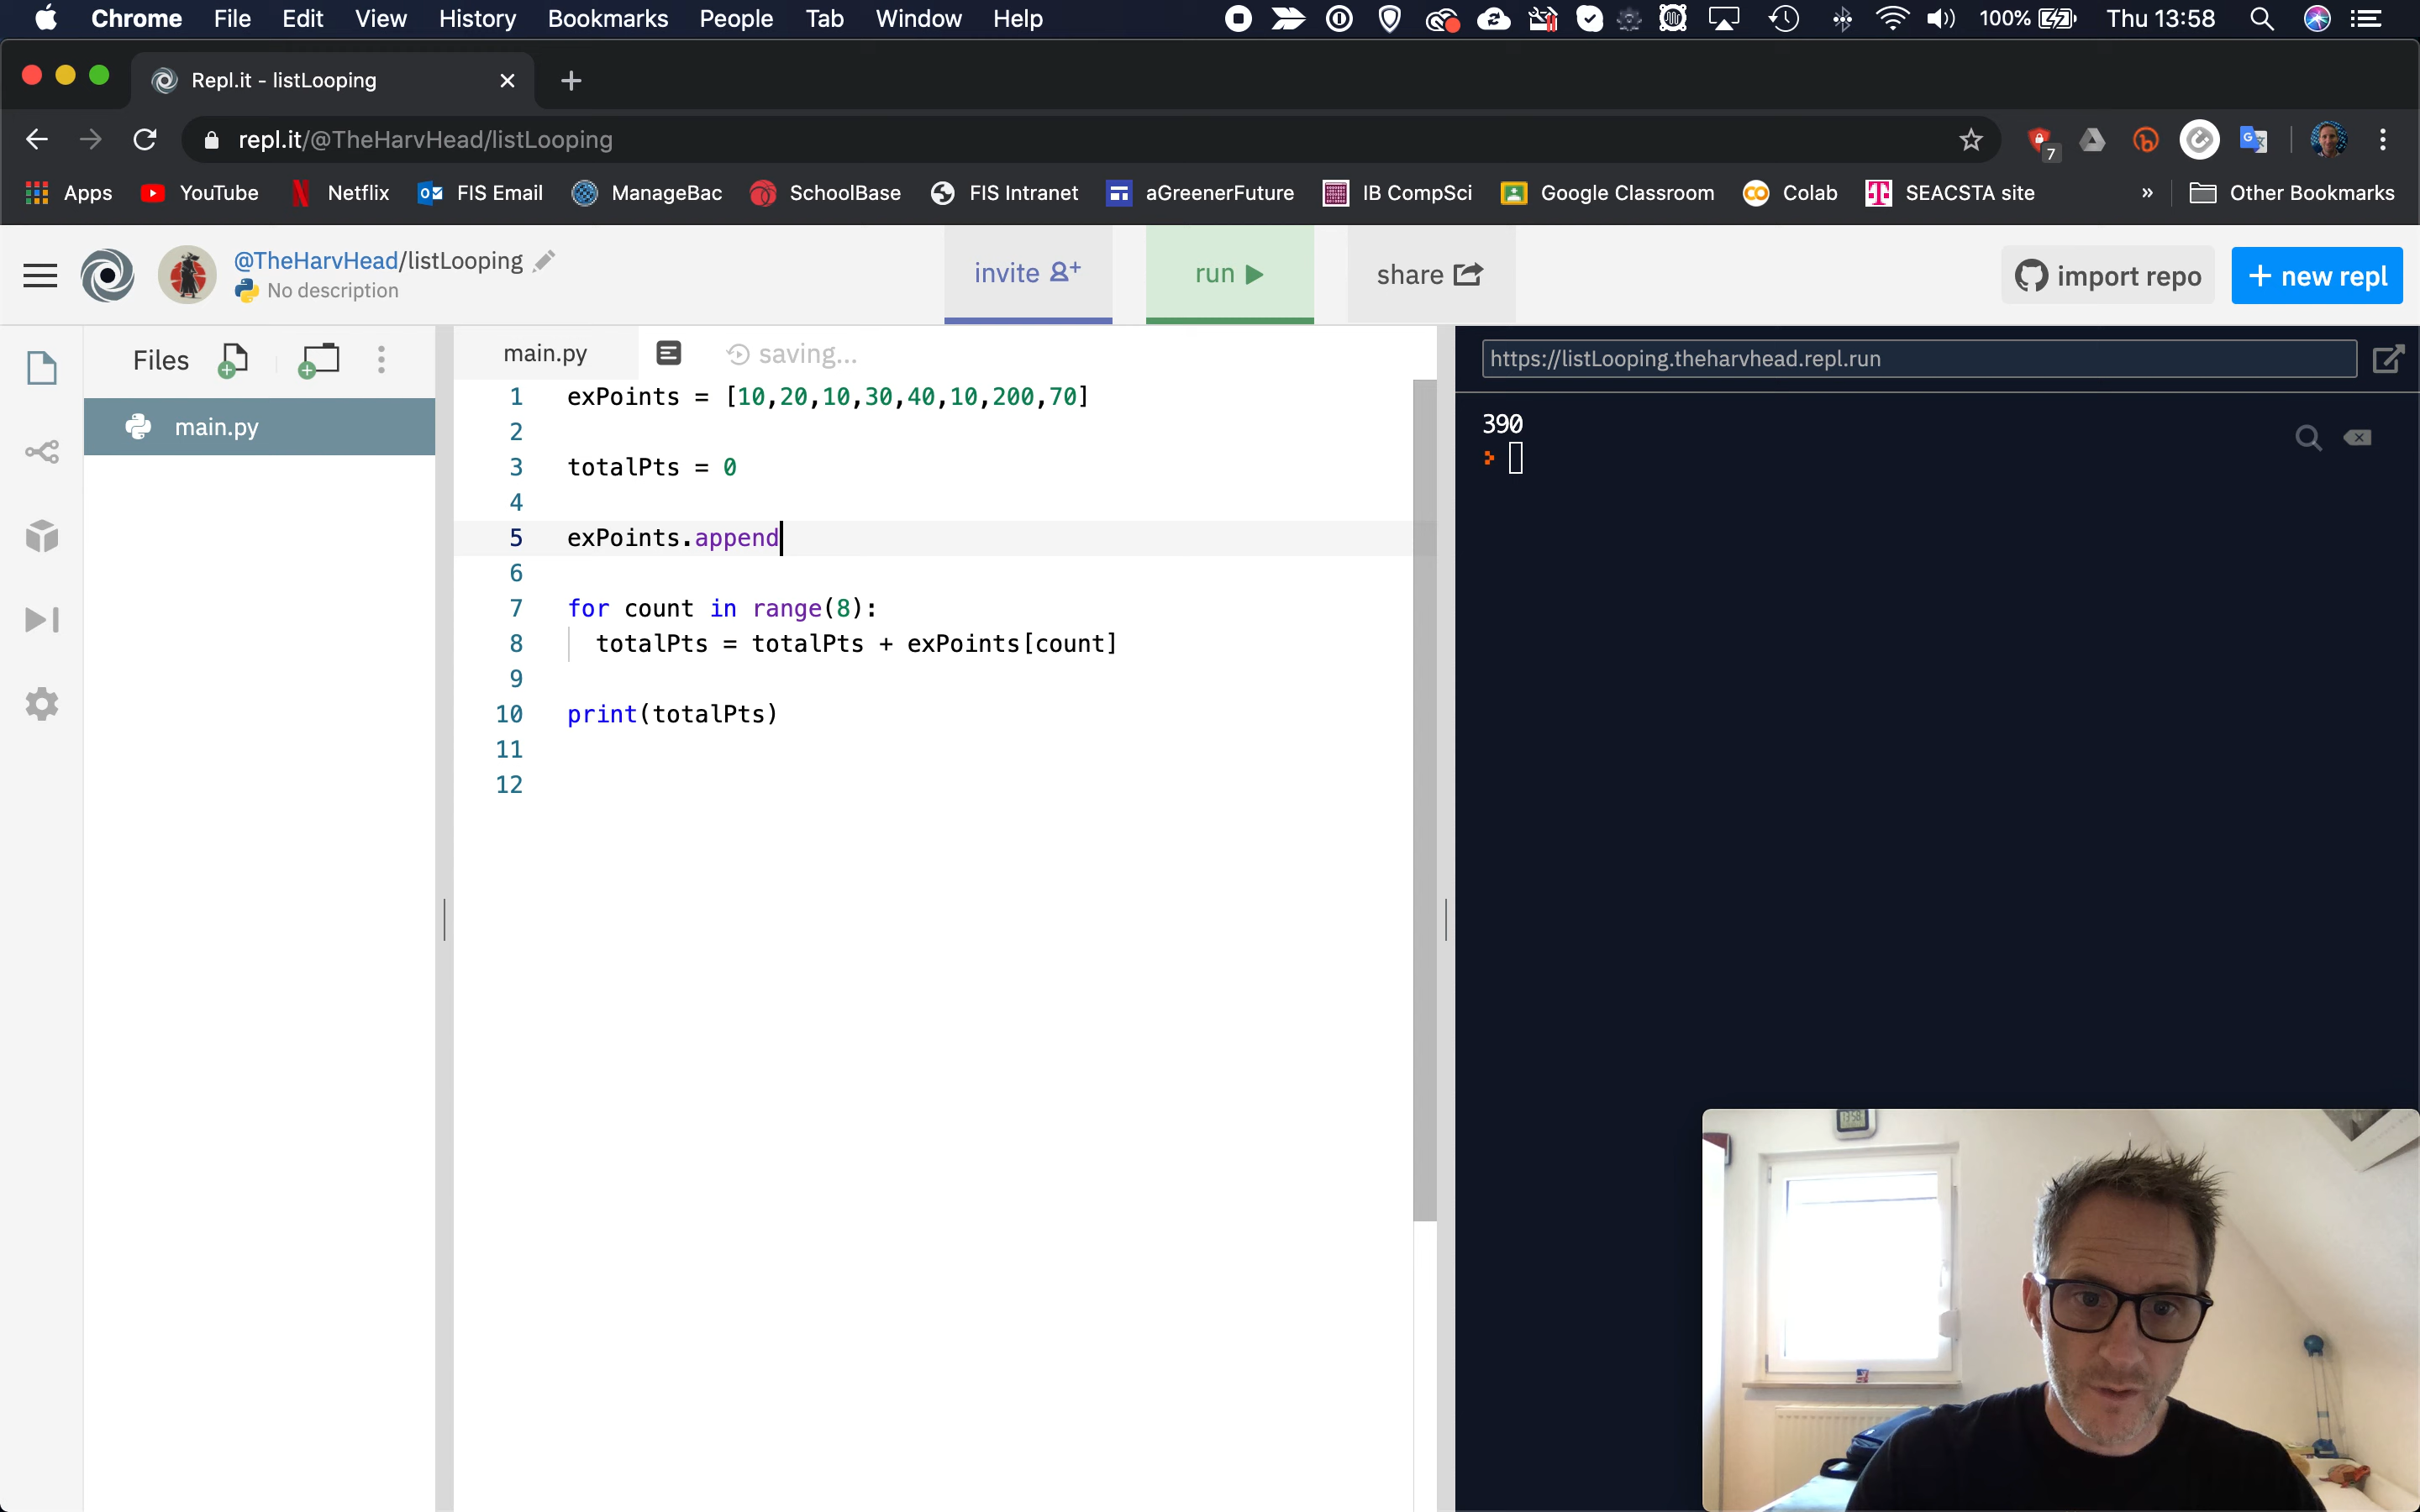 Chrome File Edit View History Bookmarks People Tab Window Help 100% Thu 13:58
Repl.it - listLooping
repl.it/@TheHarvHead/listLooping 7
Apps YouTube Netflix FIS Email ManageBac SchoolBase FIS Intranet aGreenerFuture IB CompSci Google Classroom Colab SEACSTA site » Other Bookmarks
@TheHarvHead/listLooping
No description
invite
run
share
import repo
+ new repl
Files
main.py
main.py
saving...
1 exPoints = [10,20,10,30,40,10,200,70]
2
3 totalPts = 0
4
5 exPoints.append
6
7 for count in range(8):
8 totalPts = totalPts + exPoints[count]
9
10 print(totalPts)
11
12
https://listLooping.theharvhead.repl.run
390
13:58